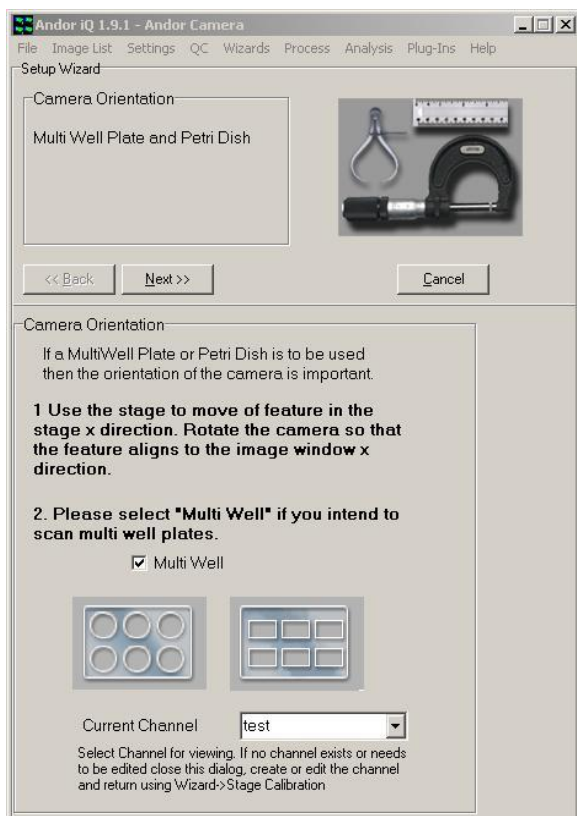 Andor iQ 1.9.1 - Andor Camera
File Image List Settings QC Wizards Process Analysis Plug-Ins Help
Setup Wizard
Camera Orientation
Multi Well Plate and Petri Dish
<< Back Next >> Cancel
Camera Orientation
If a MultiWell Plate or Petri Dish is to be used
then the orientation of the camera is important.
1 Use the stage to move of feature in the
stage x direction. Rotate the camera so that
the feature aligns to the image window x
direction.
2. Please select "Multi Well" if you intend to
scan multi well plates.
Multi Well
Current Channel test
Select Channel for viewing. If no channel exists or needs
to be edited close this dialog, create or edit the channel
and return using Wizard->Stage Calibration